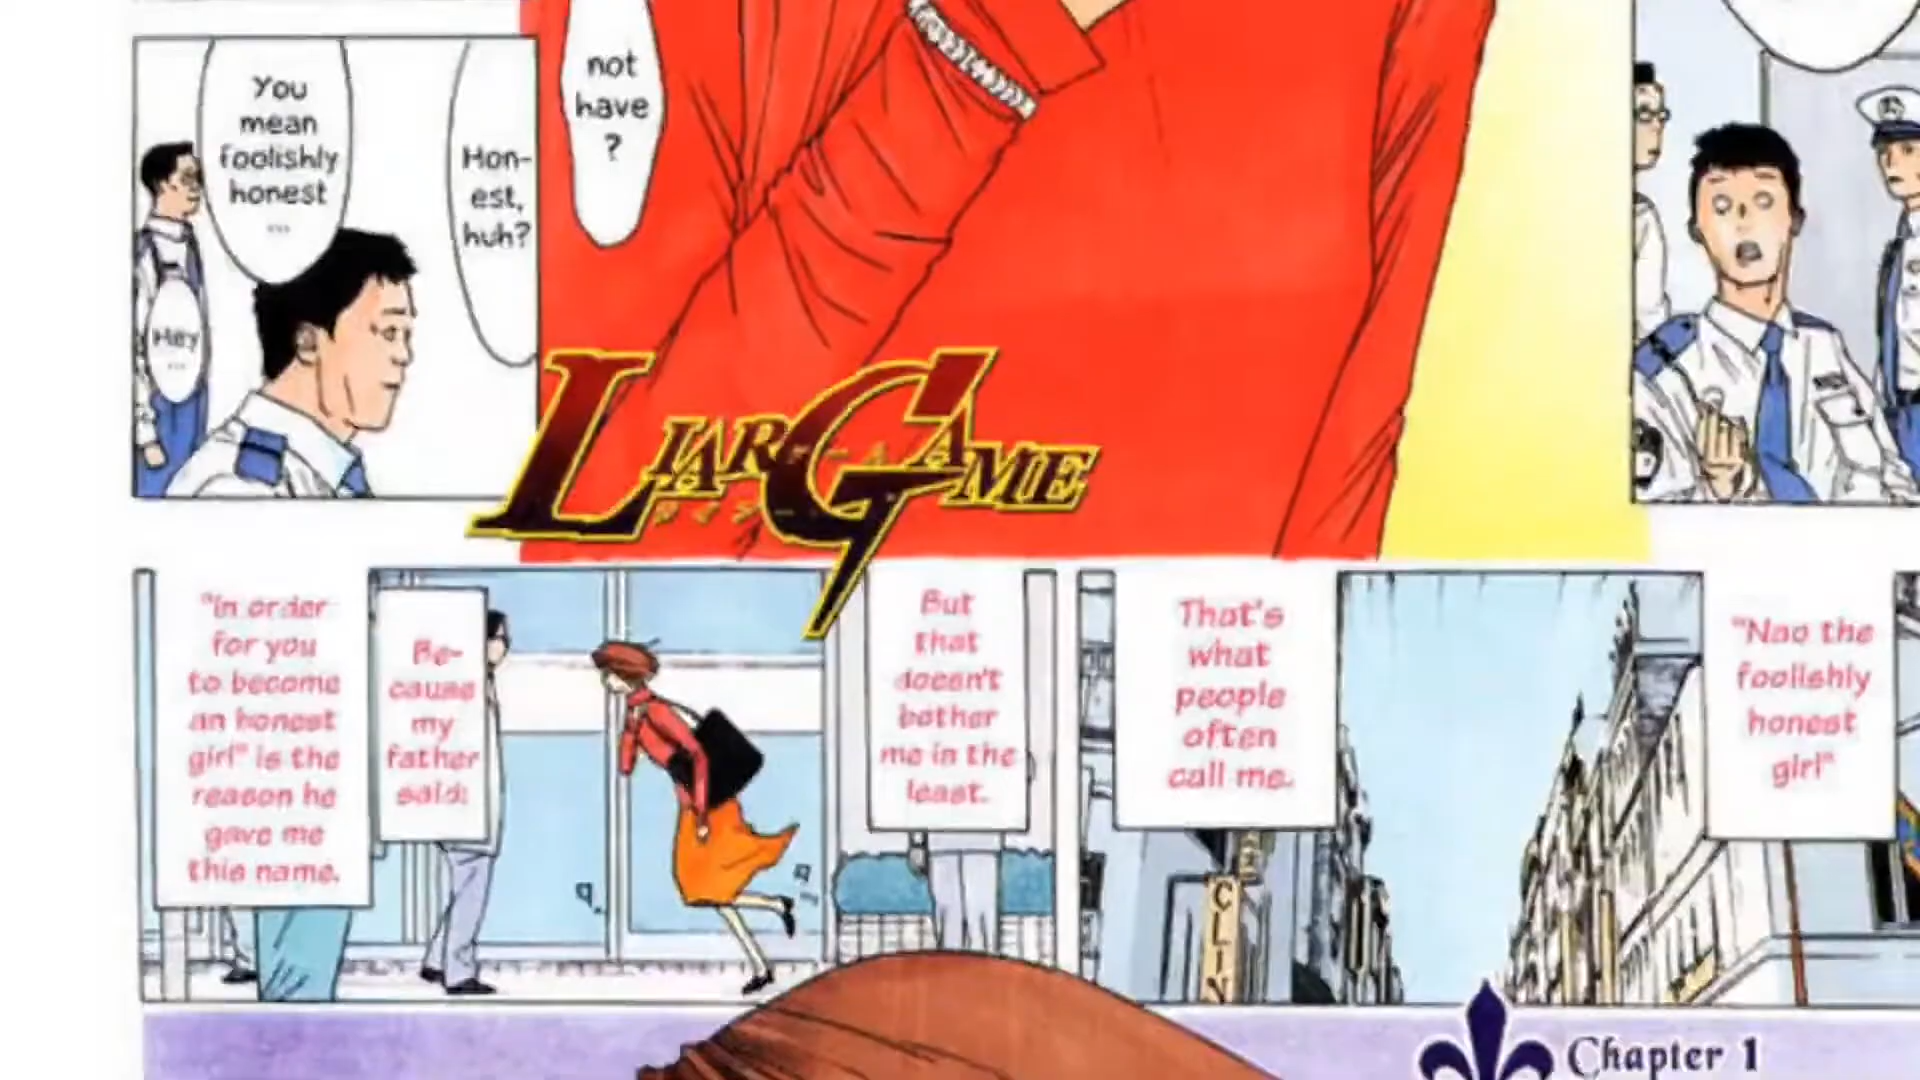 not
have
?
Hon-
est,
huh?
You
mean
foolishly
honest
...
Hey
...
LIAR GAME
"Nao the
foolishly
honest
girl"
That's
what
people
often
call me.
But
that
doesn't
bother
me in the
least.
Be-
cause
my
father
said:
"In order
for you
to become
an honest
girl" is the
reason he
gave me
this name.
CLIN
Chapter 1